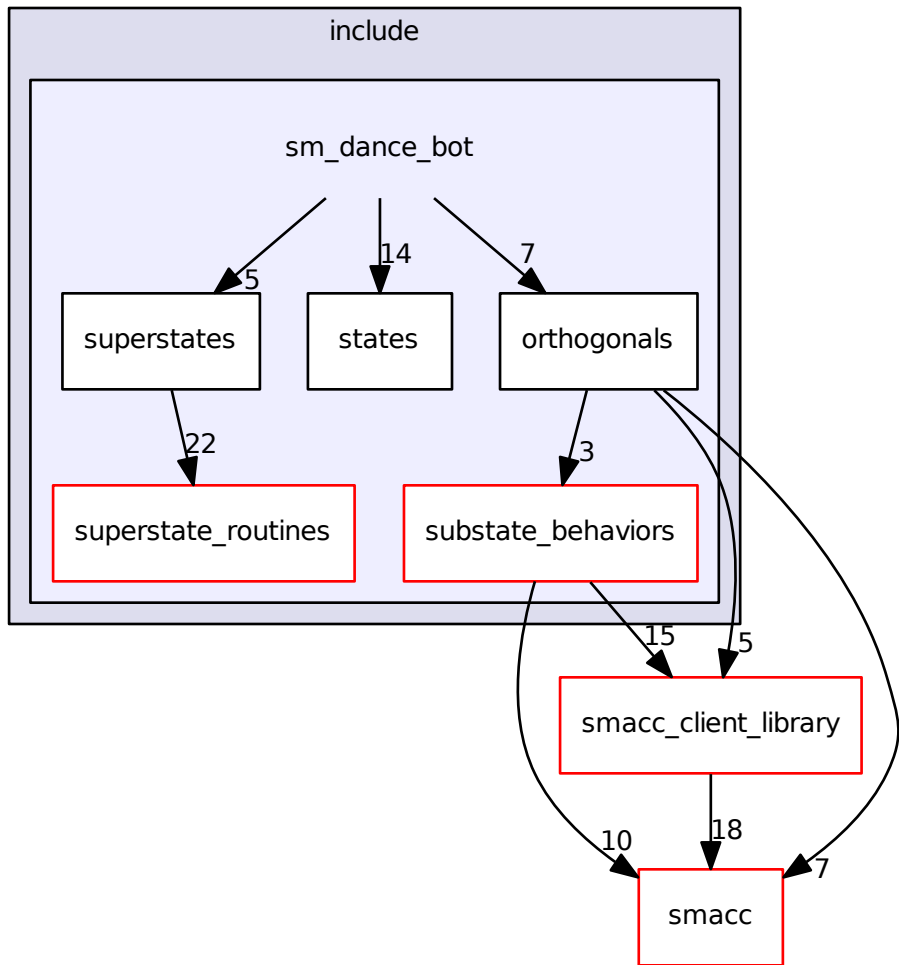 include
sm_dance_bot
5
14
7
superstates
states
orthogonals
22
3
superstate_routines
substate_behaviors
15
5
smacc_client_library
10
18
7
smacc